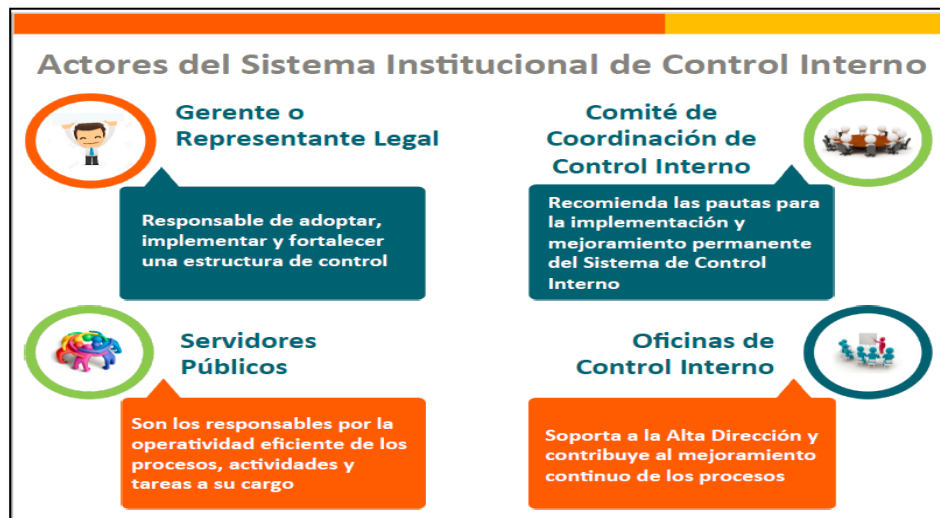 Actores del Sistema Institucional de Control Interno
Gerente o
Representante Legal
Responsable de adoptar,
implementar y fortalecer
una estructura de control
Comité de
Coordinación de
Control Interno
Recomienda las pautas para
la implementación y
mejoramiento permanente
del Sistema de Control
Interno
Servidores
Públicos
Son los responsables por la
operatividad eficiente de los
procesos, actividades y
tareas a su cargo
Oficinas de
Control Interno
Soporta a la Alta Dirección y
contribuye al mejoramiento
continuo de los procesos